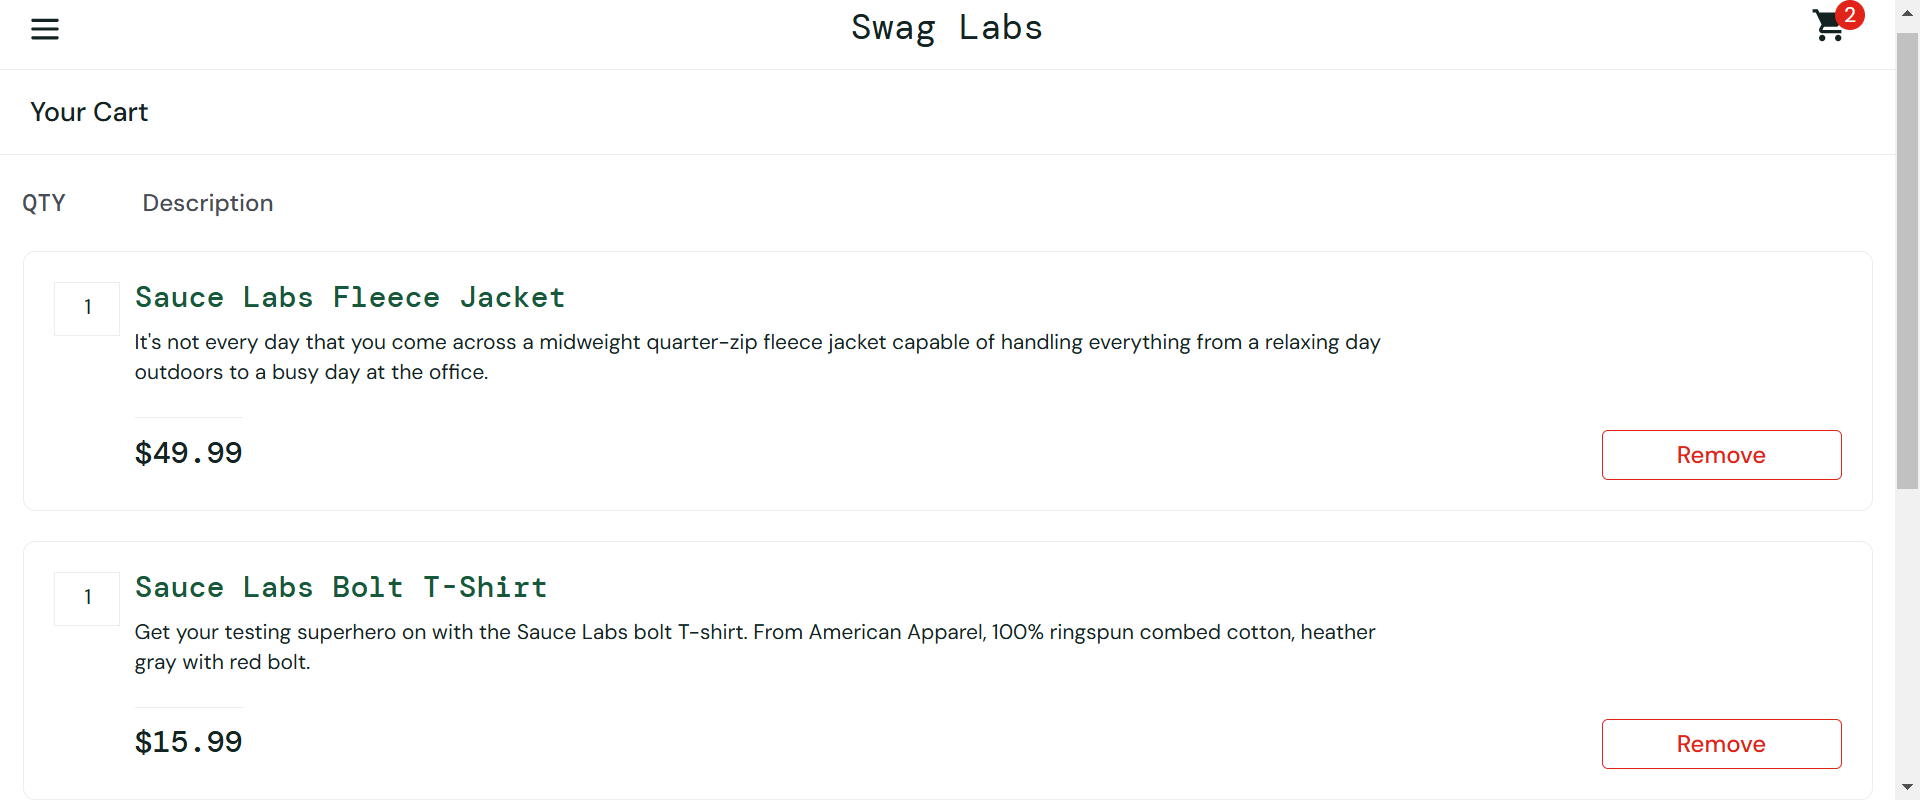 Swag Labs
2
Your Cart
QTY Description
1
Sauce Labs Fleece Jacket
It's not every day that you come across a midweight quarter-zip fleece jacket capable of handling everything from a relaxing day
outdoors to a busy day at the office.
$49.99
Remove
1
Sauce Labs Bolt T-Shirt
Get your testing superhero on with the Sauce Labs bolt T-shirt. From American Apparel, 100% ringspun combed cotton, heather
gray with red bolt.
$15.99
Remove